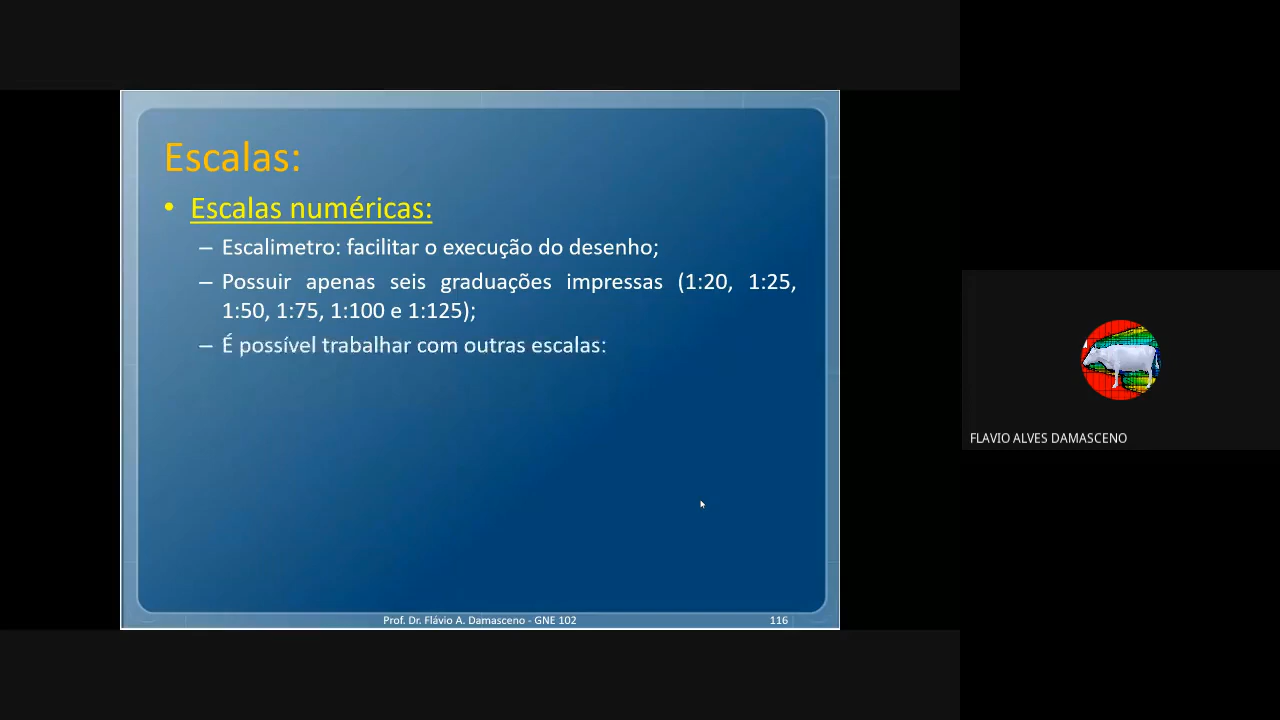 Escalas:
• Escalas numéricas:
– Escalimetro: facilitar o execução do desenho;
– Possuir apenas seis graduações impressas (1:20, 1:25,
1:50, 1:75, 1:100 e 1:125);
– É possível trabalhar com outras escalas:
Prof. Dr. Flávio A. Damasceno - GNE 102
116
FLAVIO ALVES DAMASCENO